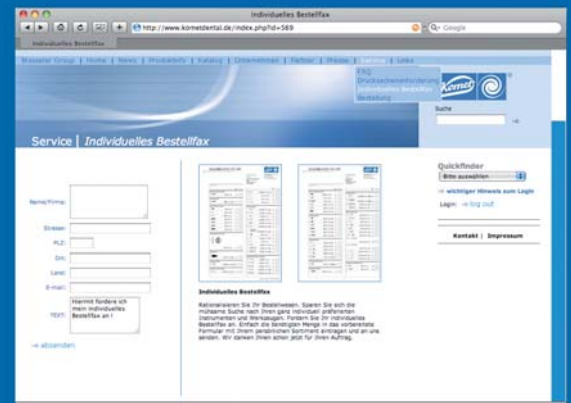 Individuelles Bestellfax
http://www.kometdental.de/index.php?id=569
Google
Individuelles Bestellfax
Brasseler Group | Home | News | Produktinfo | Katalog | Unternehmen | Partner | Presse | Service | Links
FAQ
Drucksachenanforderung
Individuelles Bestellfax
Bestellung
Komet
Suche
Service | Individuelles Bestellfax
Quickfinder
Bitte auswählen
wichtiger Hinweis zum Login
Login: log out
Kontakt | Impressum
Name/Firma:
Strasse:
PLZ:
Ort:
Land:
E-mail:
TEXT:
Hiermit fordere ich
mein individuelles
Bestellfax an !
absenden
Individuelles Bestellfax
Rationalisieren Sie Ihr Bestellwesen. Sparen Sie sich die
mühsame Suche nach Ihren ganz individuell präferierten
Instrumenten und Werkzeugen. Fordern Sie Ihr individuelles
Bestellfax an. Einfach die benötigten Menge in das vorbereitete
Formular mit Ihrem persönlichen Sortiment eintragen und an uns
senden. Wir danken Ihnen schon jetzt für Ihren Auftrag.